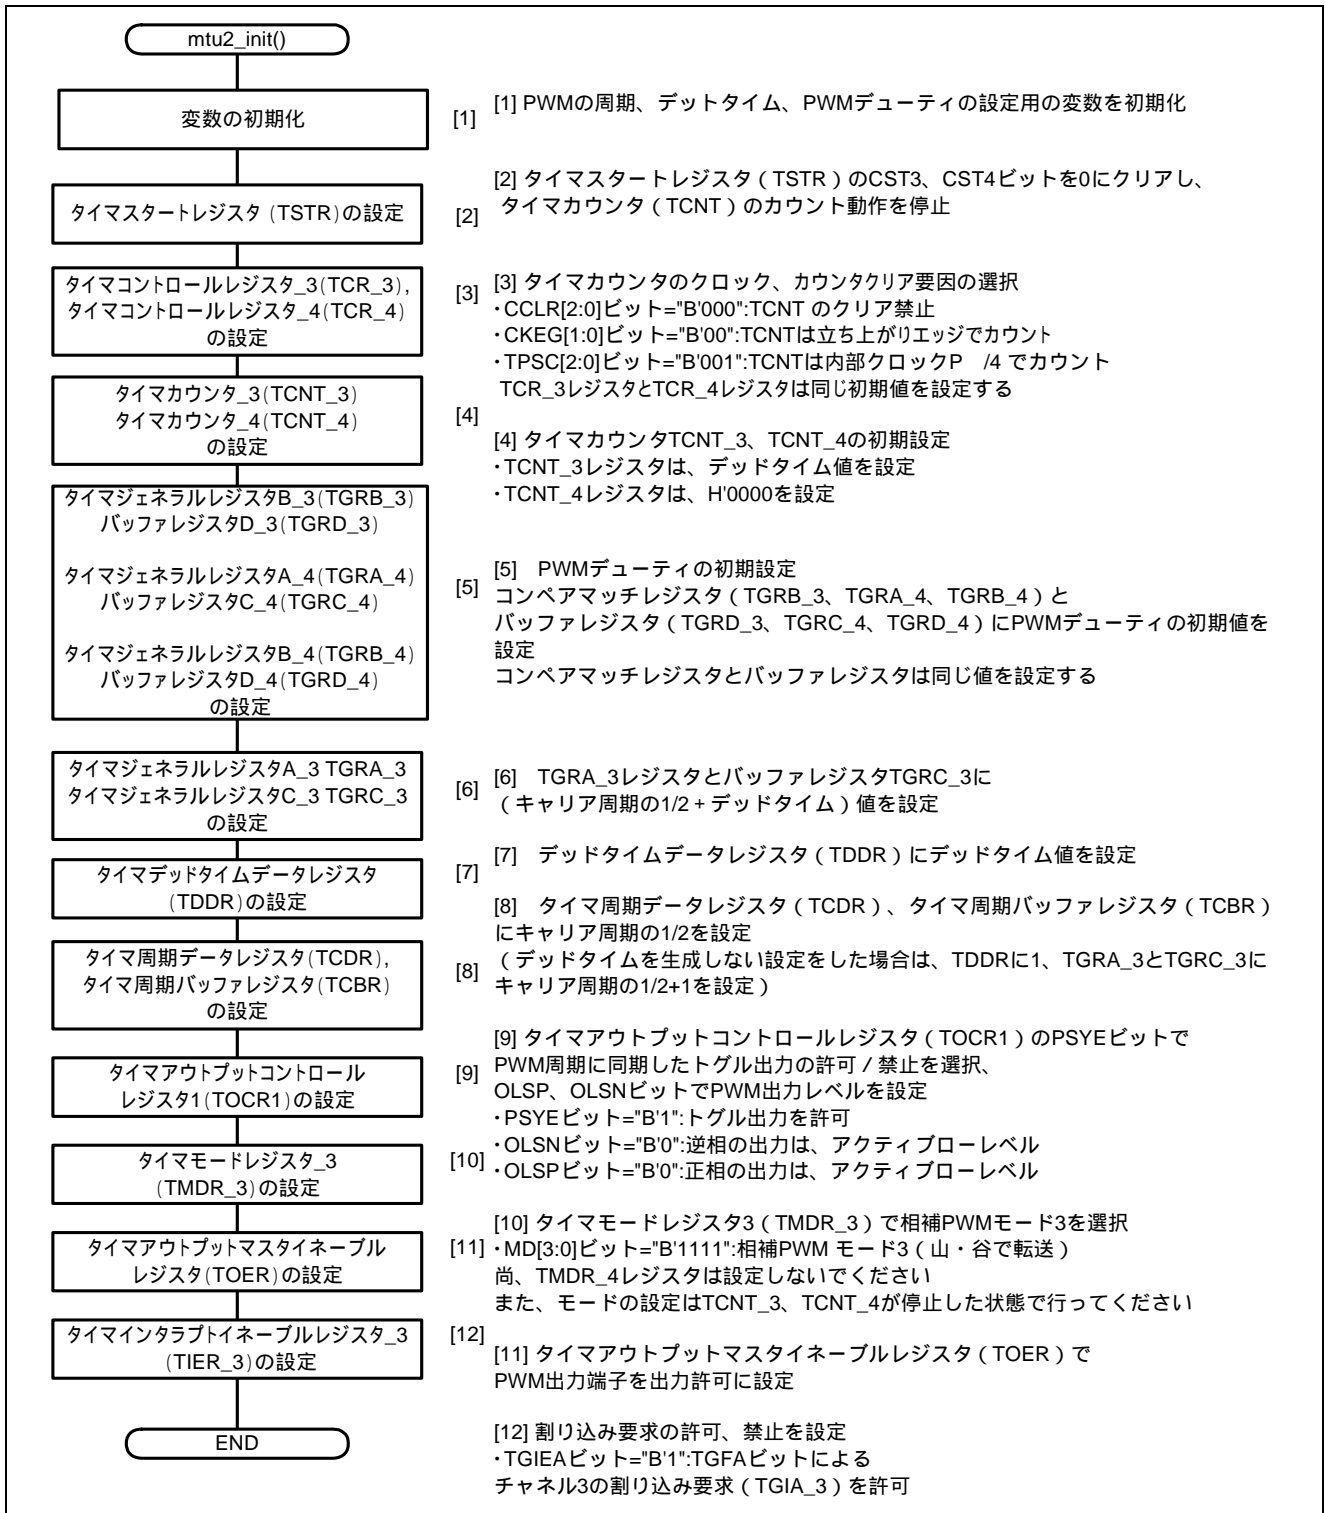 mtu2_init()
変数の初期化
[1]
[1] PWMの周期、デットタイム、PWMデューティの設定用の変数を初期化
タイマスタートレジスタ (TSTR)の設定
[2]
[2] タイマスタートレジスタ(TSTR)のCST3、CST4ビットを0にクリアし、
タイマカウンタ(TCNT)のカウント動作を停止
タイマコントロールレジスタ_3(TCR_3),
タイマコントロールレジスタ_4(TCR_4)
の設定
[3]
[3] タイマカウンタのクロック、カウンタクリア要因の選択
・CCLR[2:0]ビット="B'000":TCNT のクリア禁止
・CKEG[1:0]ビット="B'00":TCNTは立ち上がりエッジでカウント
・TPSC[2:0]ビット="B'001":TCNTは内部クロックP /4 でカウント
TCR_3レジスタとTCR_4レジスタは同じ初期値を設定する
タイマカウンタ_3(TCNT_3)
タイマカウンタ_4(TCNT_4)
の設定
[4]
[4] タイマカウンタTCNT_3、TCNT_4の初期設定
・TCNT_3レジスタは、デッドタイム値を設定
・TCNT_4レジスタは、H'0000を設定
タイマジェネラルレジスタB_3(TGRB_3)
バッファレジスタD_3(TGRD_3)
タイマジェネラルレジスタA_4(TGRA_4)
バッファレジスタC_4(TGRC_4)
タイマジェネラルレジスタB_4(TGRB_4)
バッファレジスタD_4(TGRD_4)
の設定
[5]
[5] PWMデューティの初期設定
コンペアマッチレジスタ(TGRB_3、TGRA_4、TGRB_4)と
バッファレジスタ(TGRD_3、TGRC_4、TGRD_4)にPWMデューティの初期値を
設定
コンペアマッチレジスタとバッファレジスタは同じ値を設定する
タイマジェネラルレジスタA_3 TGRA_3
タイマジェネラルレジスタC_3 TGRC_3
の設定
[6]
[6] TGRA_3レジスタとバッファレジスタTGRC_3に
(キャリア周期の1/2+デッドタイム)値を設定
タイマデッドタイムデータレジスタ
(TDDR)の設定
[7]
[7] デッドタイムデータレジスタ(TDDR)にデッドタイム値を設定
タイマ周期データレジスタ(TCDR),
タイマ周期バッファレジスタ(TCBR)
の設定
[8]
[8] タイマ周期データレジスタ(TCDR)、タイマ周期バッファレジスタ(TCBR)
にキャリア周期の1/2を設定
(デッドタイムを生成しない設定をした場合は、TDDRに1、TGRA_3とTGRC_3に
キャリア周期の1/2+1を設定)
タイマアウトプットコントロール
レジスタ1(TOCR1)の設定
[9]
[9] タイマアウトプットコントロールレジスタ(TOCR1)のPSYEビットで
PWM周期に同期したトグル出力の許可/禁止を選択、
OLSP、OLSNビットでPWM出力レベルを設定
・PSYEビット="B'1":トグル出力を許可
・OLSNビット="B'0":逆相の出力は、アクティブローレベル
・OLSPビット="B'0":正相の出力は、アクティブローレベル
タイマモードレジスタ_3
(TMDR_3)の設定
[10]
[10] タイマモードレジスタ3(TMDR_3)で相補PWMモード3を選択
・MD[3:0]ビット="B'1111":相補PWM モード3(山・谷で転送)
尚、TMDR_4レジスタは設定しないでください
また、モードの設定はTCNT_3、TCNT_4が停止した状態で行ってください
タイマアウトプットマスタイネーブル
レジスタ(TOER)の設定
[11]
[11] タイマアウトプットマスタイネーブルレジスタ(TOER)で
PWM出力端子を出力許可に設定
タイマインタラプトイネーブルレジスタ_3
(TIER_3)の設定
[12]
[12] 割り込み要求の許可、禁止を設定
・TGIEAビット="B'1":TGFAビットによる
チャネル3の割り込み要求(TGIA_3)を許可
END